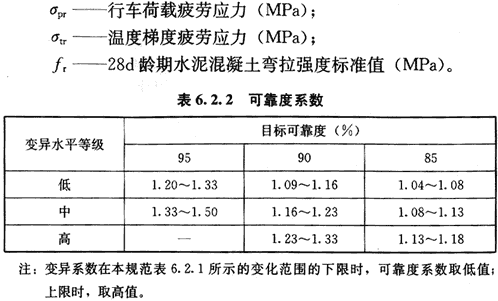 σpr——行车荷载疲劳应力(MPa);
σtr——温度梯度疲劳应力(MPa);
fr——28d 龄期水泥混凝土弯拉强度标准值(MPa)。
表 6.2.2 可靠度系数
变异水平等级 目标可靠度(%)
95 90 85
低 1.20~1.33 1.09~1.16 1.04~1.08
中 1.33~1.50 1.16~1.23 1.08~1.13
高 — 1.23~1.33 1.13~1.18
注:变异系数在本规范表 6.2.1 所示的变化范围的下限时,可靠度系数取低值;
上限时,取高值。